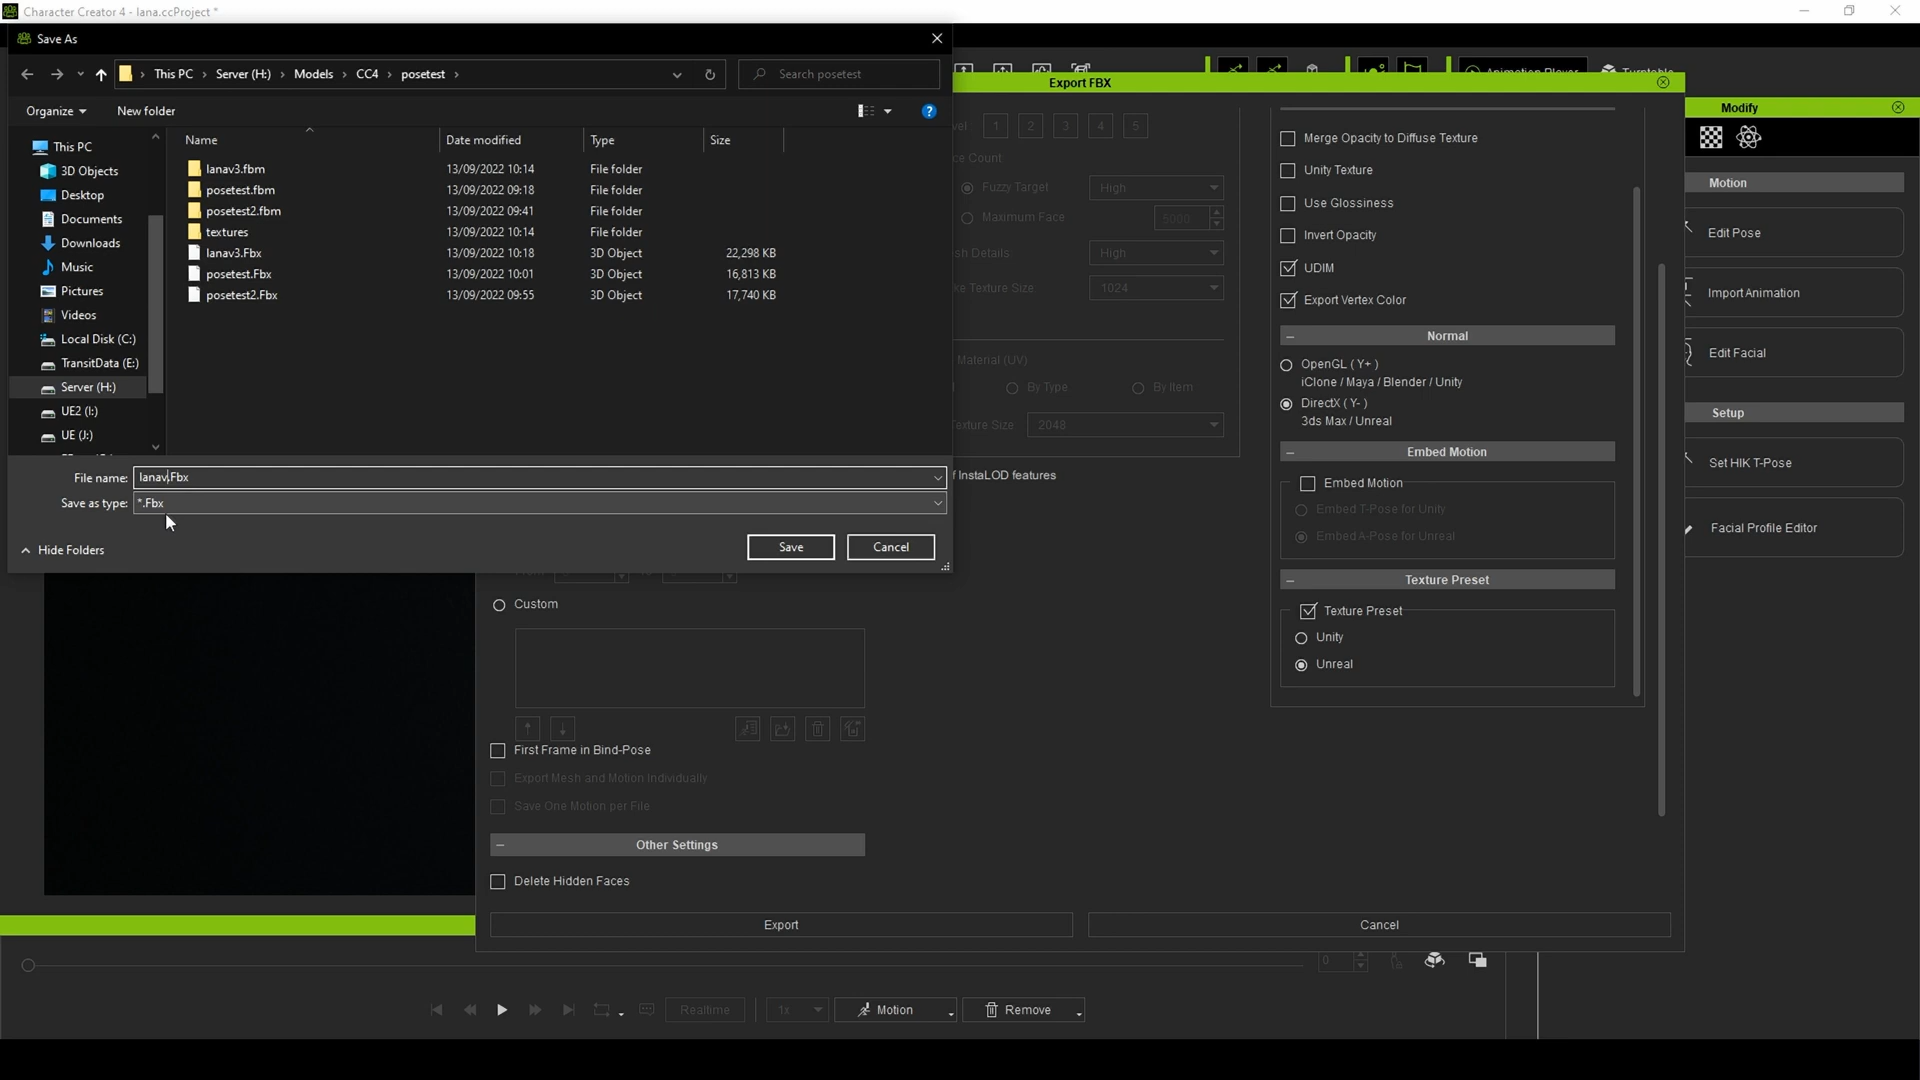 Character Creator 4 - lana.ccProject *
Save As
This PC > Server (H:) > Models > CC4 > posetest >
Search posetest
Organize
New folder
Name
Date modified
Type
Size
This PC
3D Objects
Desktop
Documents
Downloads
Music
Pictures
Videos
Local Disk (C:)
TransitData (E:)
Server (H:)
UE2 (I:)
UE (J:)
lanav3.fbm 13/09/2022 10:14 File folder
posetest.fbm 13/09/2022 09:18 File folder
posetest2.fbm 13/09/2022 09:41 File folder
textures 13/09/2022 10:14 File folder
lanav3.Fbx 13/09/2022 10:18 3D Object 22,298 KB
posetest.Fbx 13/09/2022 10:01 3D Object 16,813 KB
posetest2.Fbx 13/09/2022 09:55 3D Object 17,740 KB
File name: lanav.Fbx
Save as type: *.Fbx
Hide Folders
Save
Cancel
Export FBX
1 2 3 4 5
Fuzzy Target High
Maximum Face 5000
High
1024
Material (UV)
By Type
By Item
2048
InstaLOD features
Custom
First Frame in Bind-Pose
Export Mesh and Motion Individually
Save One Motion per File
Other Settings
Delete Hidden Faces
Export
Cancel
Merge Opacity to Diffuse Texture
Unity Texture
Use Glossiness
Invert Opacity
UDIM
Export Vertex Color
Normal
OpenGL ( Y+ )
iClone / Maya / Blender / Unity
DirectX ( Y- )
3ds Max / Unreal
Embed Motion
Embed Motion
Embed T-Pose for Unity
Embed A-Pose for Unreal
Texture Preset
Texture Preset
Unity
Unreal
Modify
Motion
Edit Pose
Import Animation
Edit Facial
Setup
Set HIK T-Pose
Facial Profile Editor
0
Realtime
1x
Motion
Remove